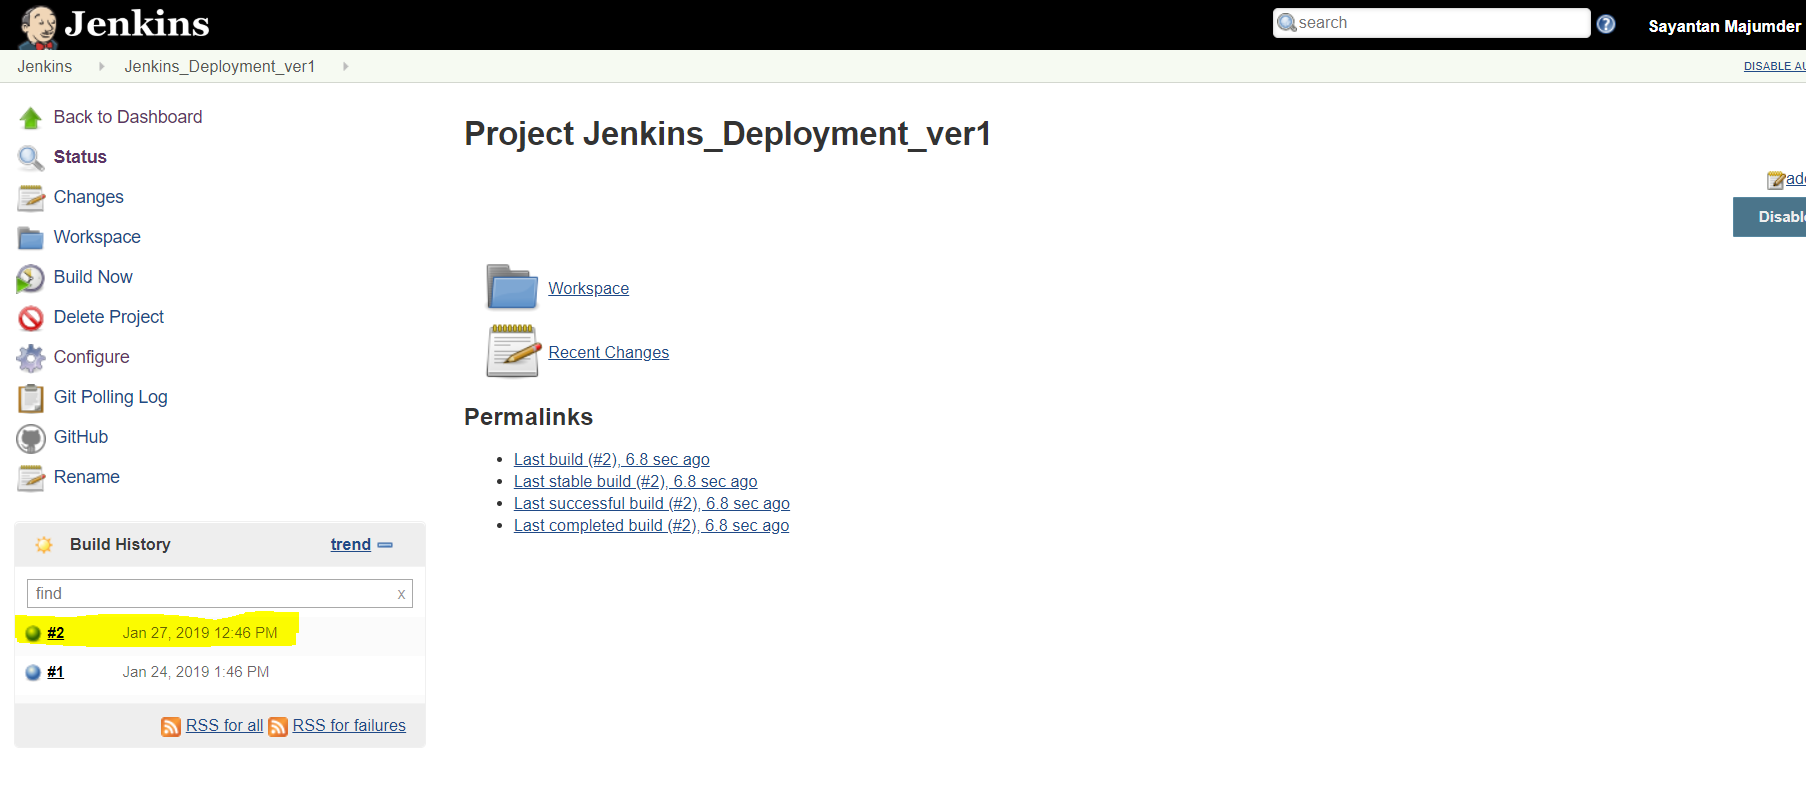 Jenkins
search
Sayantan Majumder
Jenkins
Jenkins_Deployment_ver1
DISABLE AU
Back to Dashboard
Status
Changes
Workspace
Build Now
Delete Project
Configure
Git Polling Log
GitHub
Rename
Project Jenkins_Deployment_ver1
add
Disable
Workspace
Recent Changes
Permalinks
Last build (#2), 6.8 sec ago
Last stable build (#2), 6.8 sec ago
Last successful build (#2), 6.8 sec ago
Last completed build (#2), 6.8 sec ago
Build History trend
find x
#2 Jan 27, 2019 12:46 PM
#1 Jan 24, 2019 1:46 PM
RSS for all RSS for failures